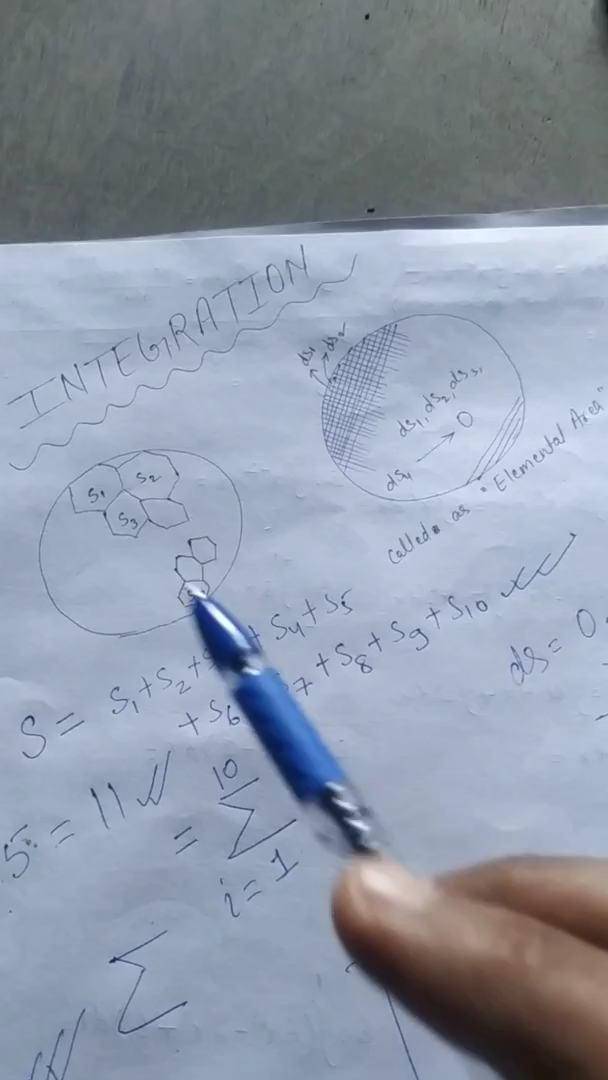 INTEGRATION
ds1 ds2
ds1, ds2, ds3,
ds4 → 0
called as "Elemental Area"
S1 S2
S3
S = S1+S2+ + S4+S5
+ S6 7 + S8+S9+S10
ds = 0.
5 = 11
= 10
Σ
i=1
Σ